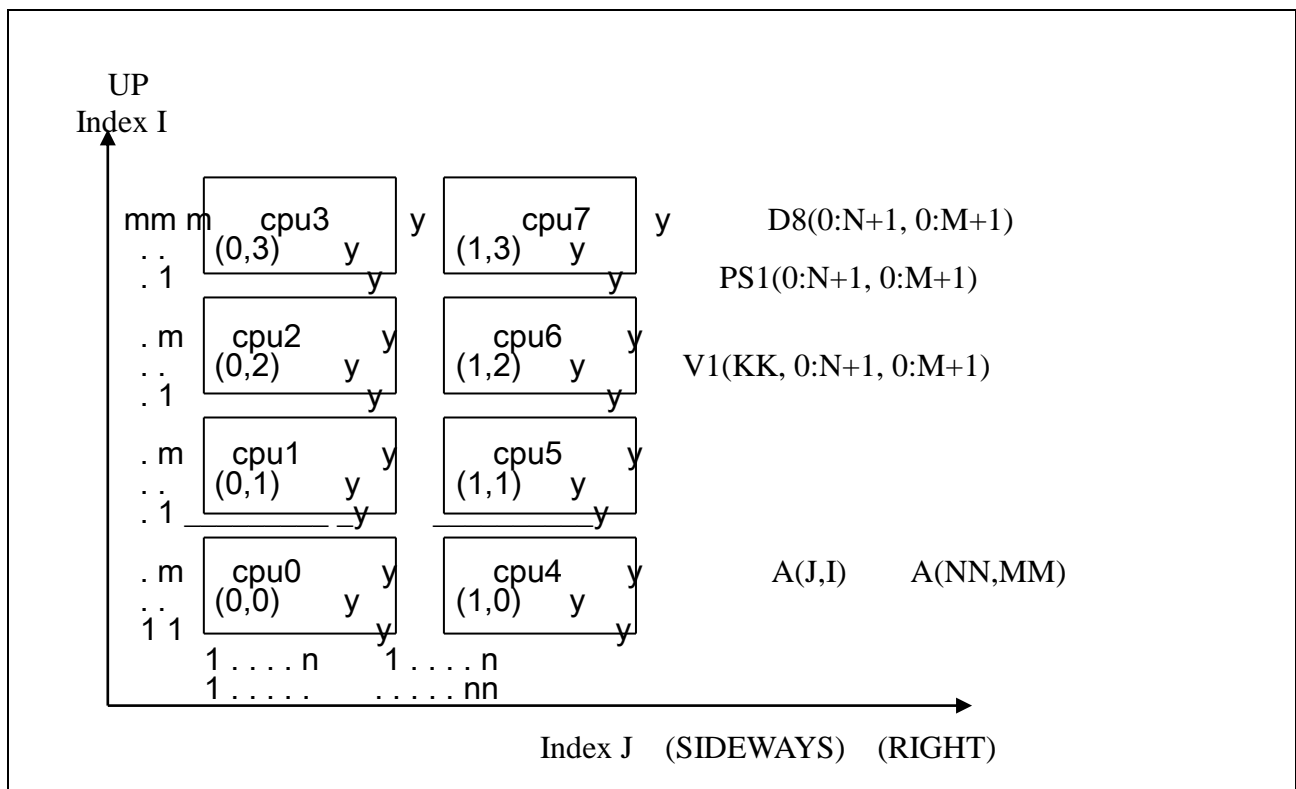 UP
Index I
mm m cpu3 y cpu7 y D8(0:N+1, 0:M+1)
. . (0,3) y (1,3) y
. 1 y y PS1(0:N+1, 0:M+1)
. m cpu2 y cpu6 y
. . (0,2) y (1,2) y V1(KK, 0:N+1, 0:M+1)
. 1 y y
. m cpu1 y cpu5 y
. . (0,1) y (1,1) y
. 1 _________ _y _________y
. m cpu0 y cpu4 y A(J,I) A(NN,MM)
. . (0,0) y (1,0) y
1 1 y y
1 . . . . n 1 . . . . n
1 . . . . . . . . . . nn
Index J (SIDEWAYS) (RIGHT)